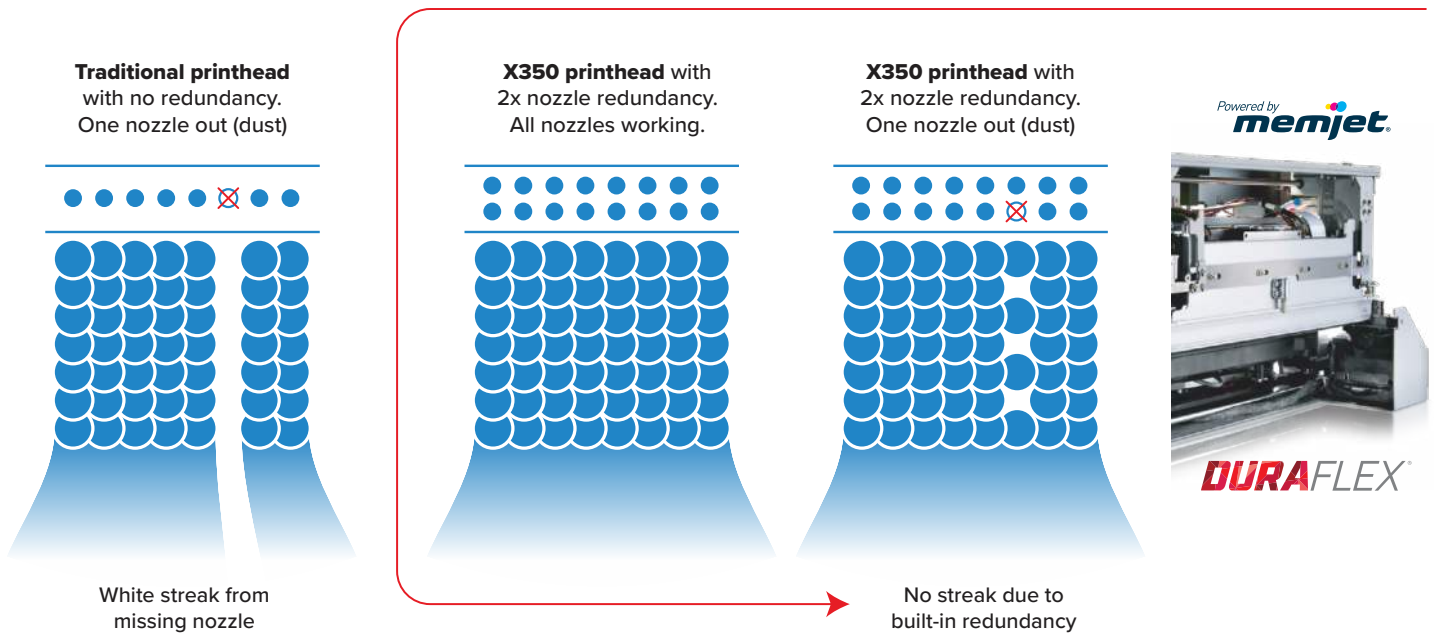 Traditional printhead
with no redundancy.
One nozzle out (dust)
X350 printhead with
2x nozzle redundancy.
All nozzles working.
X350 printhead with
2x nozzle redundancy.
One nozzle out (dust)
Powered by
memjet®
DURAFLEX®
White streak from
missing nozzle
No streak due to
built-in redundancy